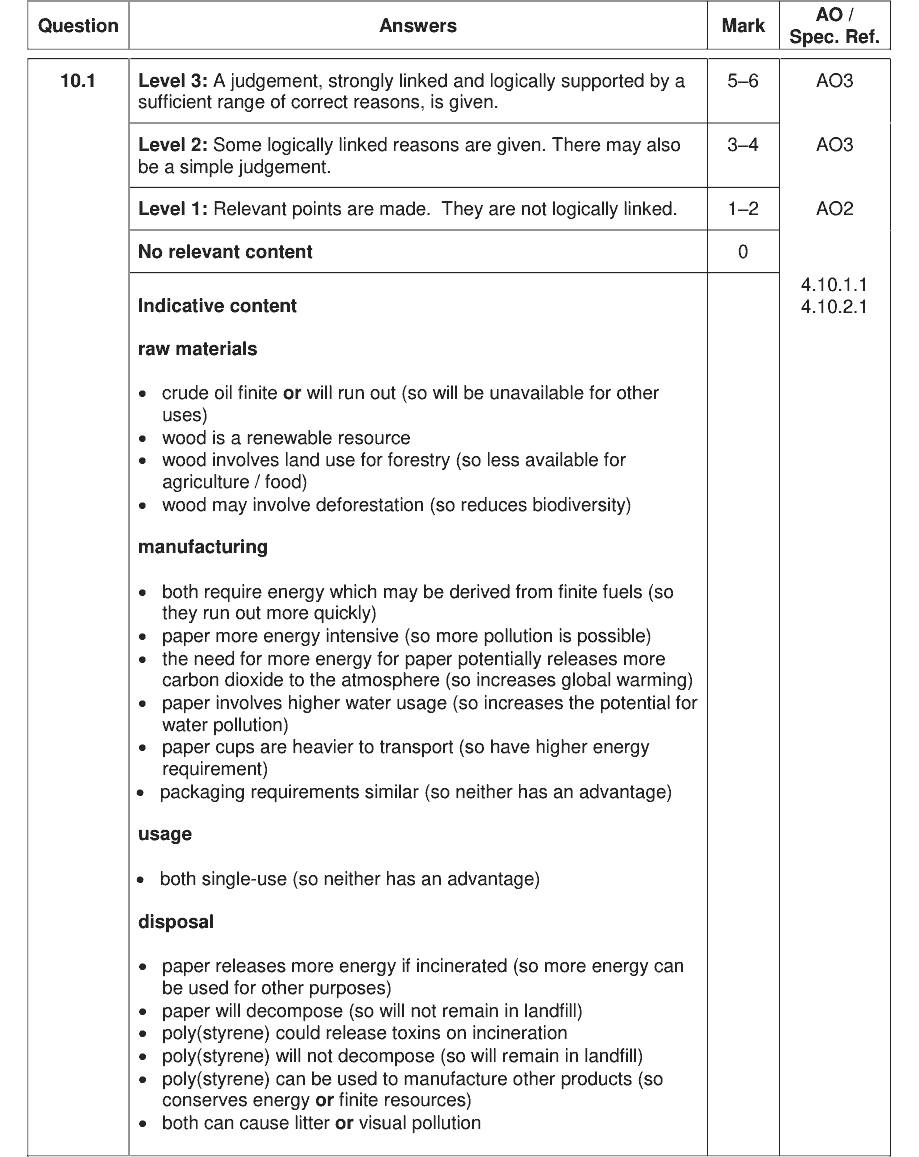 Question Answers Mark AO /
Spec. Ref.
10.1 Level 3: A judgement, strongly linked and logically supported by a 5–6 AO3
sufficient range of correct reasons, is given.
Level 2: Some logically linked reasons are given. There may also 3–4 AO3
be a simple judgement.
Level 1: Relevant points are made. They are not logically linked. 1–2 AO2
No relevant content 0
4.10.1.1
Indicative content 4.10.2.1
raw materials
• crude oil finite or will run out (so will be unavailable for other
uses)
• wood is a renewable resource
• wood involves land use for forestry (so less available for
agriculture / food)
• wood may involve deforestation (so reduces biodiversity)
manufacturing
• both require energy which may be derived from finite fuels (so
they run out more quickly)
• paper more energy intensive (so more pollution is possible)
• the need for more energy for paper potentially releases more
carbon dioxide to the atmosphere (so increases global warming)
• paper involves higher water usage (so increases the potential for
water pollution)
• paper cups are heavier to transport (so have higher energy
requirement)
• packaging requirements similar (so neither has an advantage)
usage
• both single-use (so neither has an advantage)
disposal
• paper releases more energy if incinerated (so more energy can
be used for other purposes)
• paper will decompose (so will not remain in landfill)
• poly(styrene) could release toxins on incineration
• poly(styrene) will not decompose (so will remain in landfill)
• poly(styrene) can be used to manufacture other products (so
conserves energy or finite resources)
• both can cause litter or visual pollution